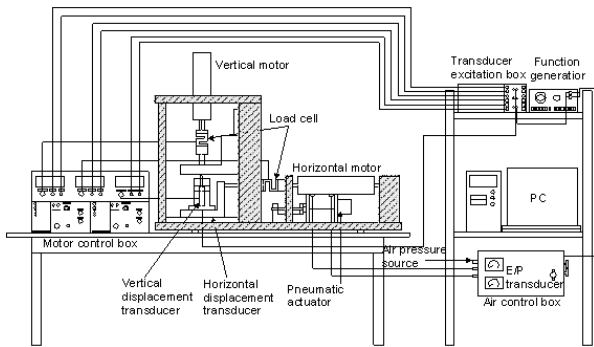 Transducer
excitation box
Function
generatior
Vertical motor
Load cell
Horizontal motor
PC
Motor control box
Air pressure
source
E/P
transducer
Air control box
Vertical
displacement
transducer
Horizontal
displacement
transducer
Pneumatic
actuator